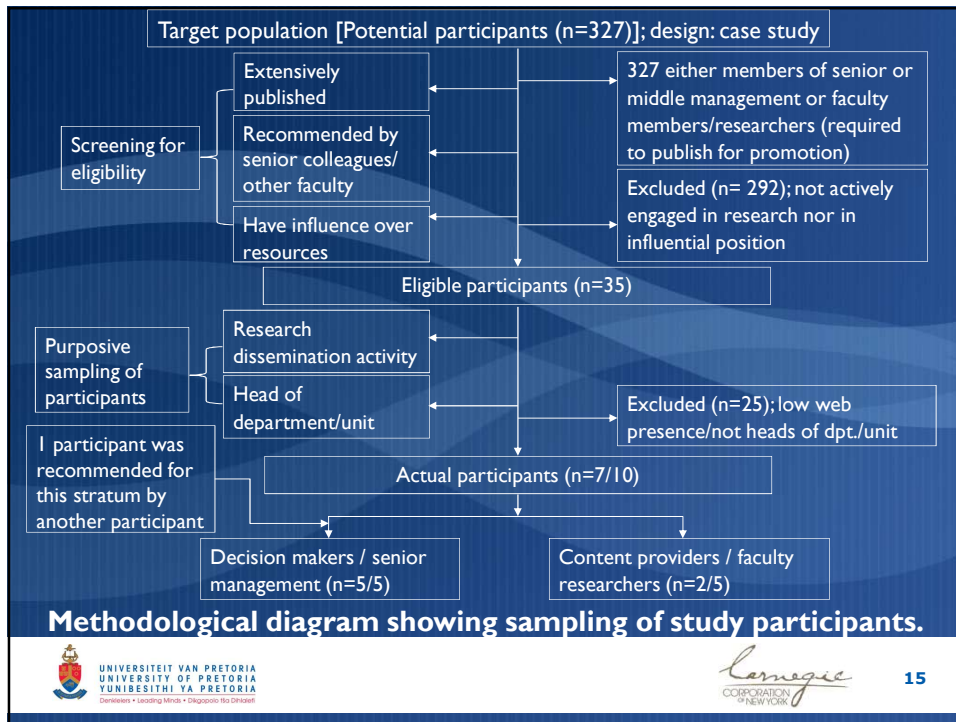 Target population [Potential participants (n=327)]; design: case study
Extensively
published
327 either members of senior or
middle management or faculty
members/researchers (required
to publish for promotion)
Screening for
eligibility
Recommended by
senior colleagues/
other faculty
Excluded (n= 292); not actively
engaged in research nor in
influential position
Have influence over
resources
Eligible participants (n=35)
Research
dissemination activity
Purposive
sampling of
participants
Head of
department/unit
Excluded (n=25); low web
presence/not heads of dpt./unit
1 participant was
recommended for
this stratum by
another participant
Actual participants (n=7/10)
Decision makers / senior
management (n=5/5)
Content providers / faculty
researchers (n=2/5)
Methodological diagram showing sampling of study participants.
UNIVERSITEIT VAN PRETORIA
UNIVERSITY OF PRETORIA
YUNIBESITHI YA PRETORIA
Denkleiers • Leading Minds • Dikgopolo tša Dihlalefi
Carnegie
CORPORATION
OF NEW YORK
15